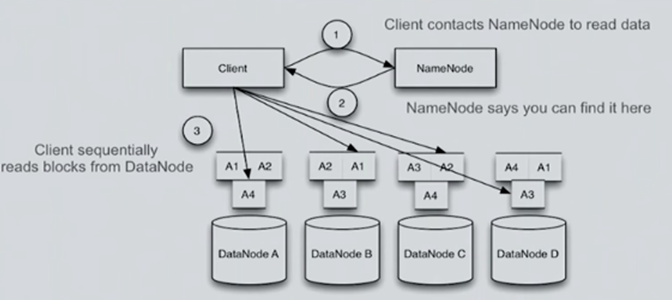 Client contacts NameNode to read data
1
Client
NameNode
2
NameNode says you can find it here
3
Client sequentially
reads blocks from DataNode
A1 A2
A2 A1
A3 A2
A4 A1
A4
A3
A4
A3
DataNode A
DataNode B
DataNode C
DataNode D